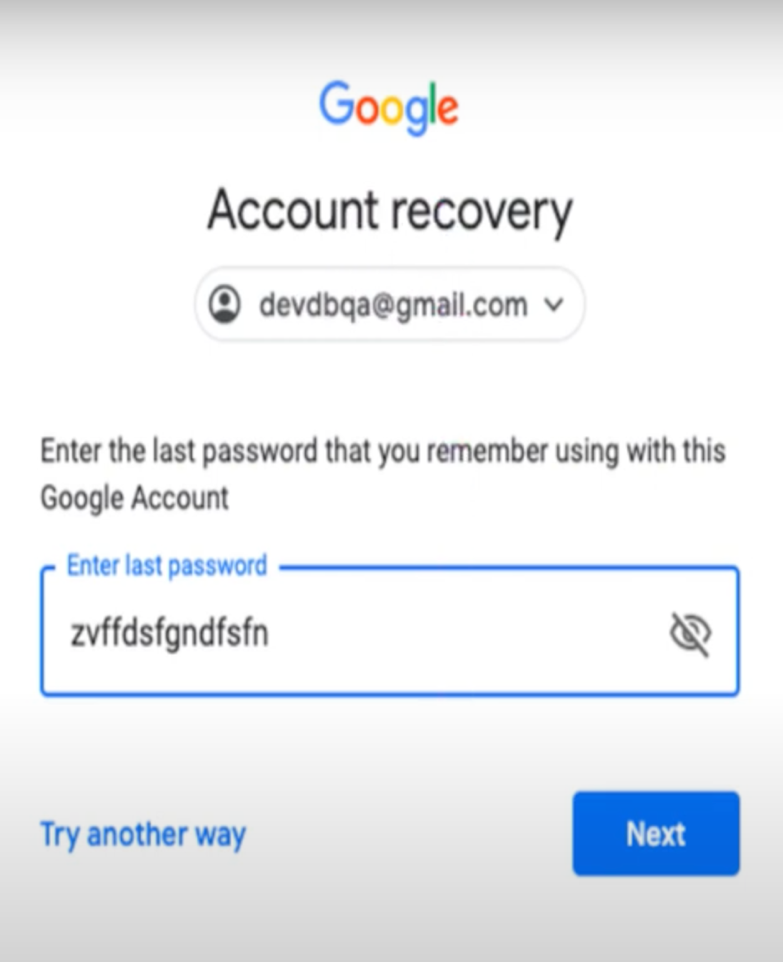 Google
Account recovery
devdbqa@gmail.com
Enter the last password that you remember using with this
Google Account
Enter last password
zvffdsfgndfsfn
Try another way
Next